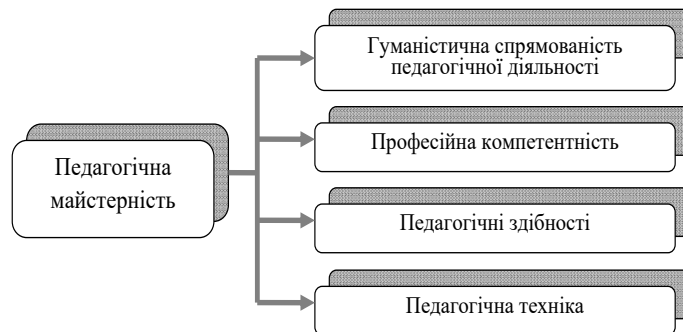 Педагогічна
майстерність
Гуманістична спрямованість
педагогічної діяльності
Професійна компетентність
Педагогічні здібності
Педагогічна техніка